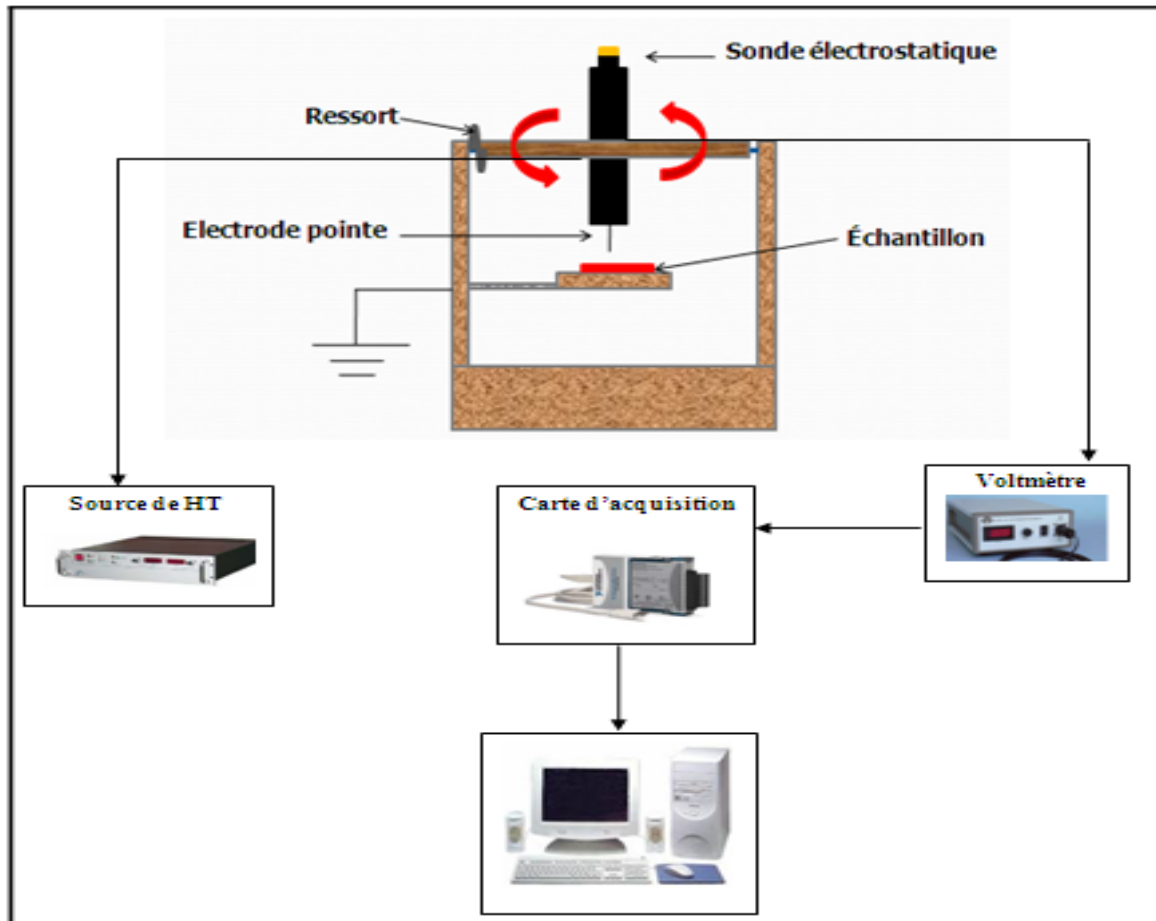 Sonde électrostatique
Ressort
Electrode pointe
Échantillon
Source de HT
Carte d'acquisition
Voltmètre